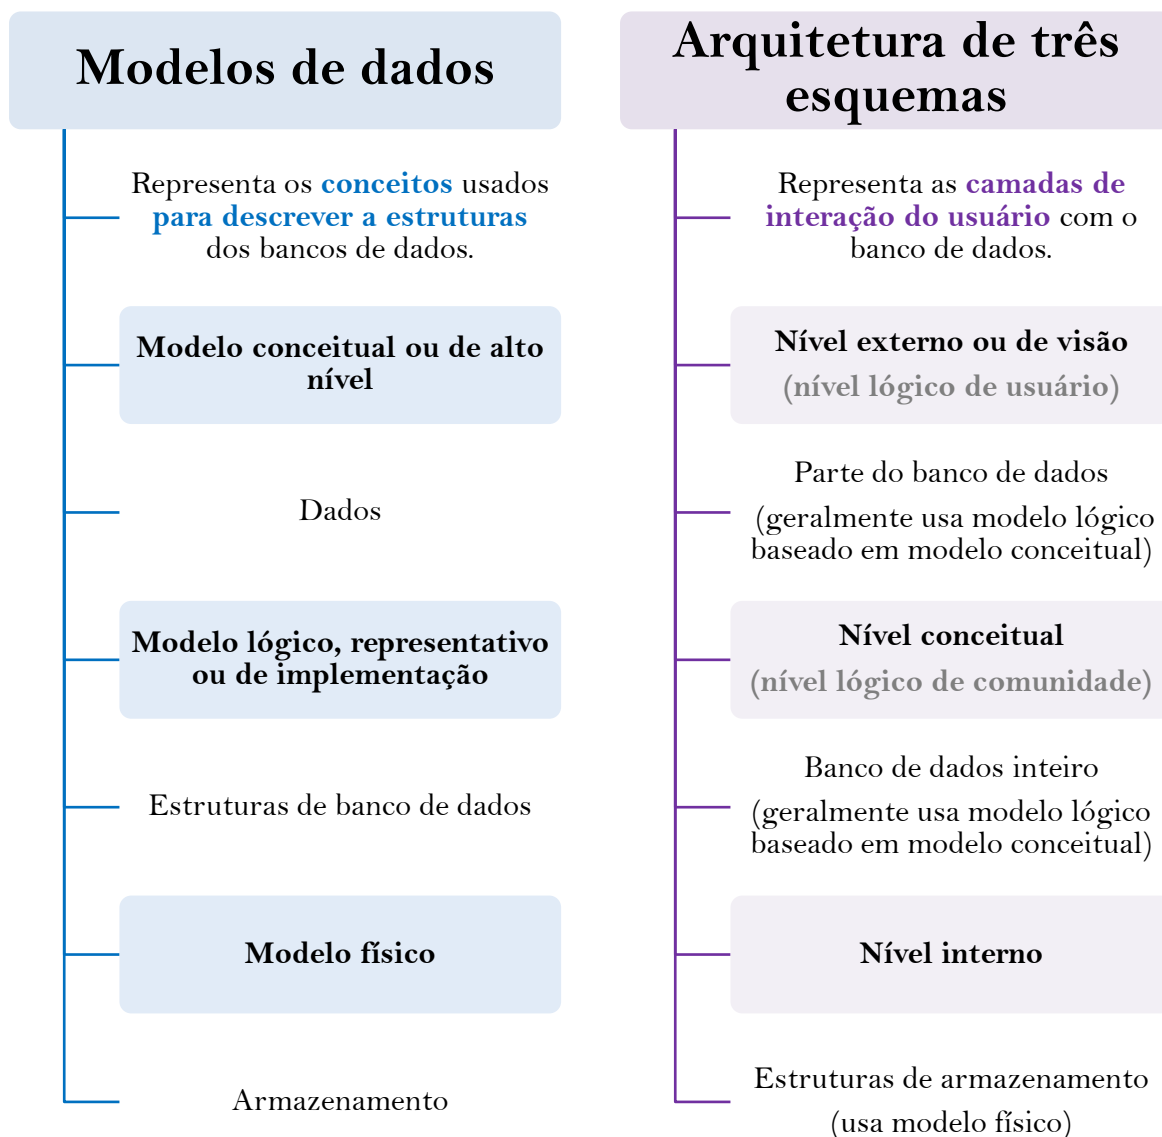 Modelos de dados
Representa os conceitos usados
para descrever a estruturas
dos bancos de dados.
Modelo conceitual ou de alto
nível
Dados
Modelo lógico, representativo
ou de implementação
Estruturas de banco de dados
Modelo físico
Armazenamento
Arquitetura de três
esquemas
Representa as camadas de
interação do usuário com o
banco de dados.
Nível externo ou de visão
(nível lógico de usuário)
Parte do banco de dados
(geralmente usa modelo lógico
baseado em modelo conceitual)
Nível conceitual
(nível lógico de comunidade)
Banco de dados inteiro
(geralmente usa modelo lógico
baseado em modelo conceitual)
Nível interno
Estruturas de armazenamento
(usa modelo físico)